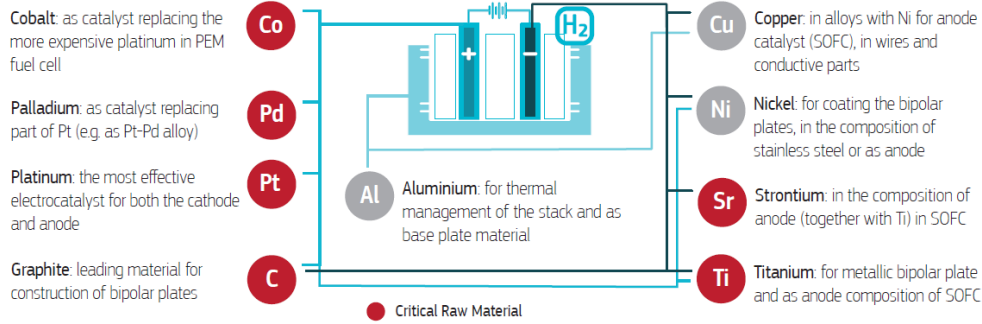 Cobalt: as catalyst replacing the
more expensive platinum in PEM
fuel cell
Co
Palladium: as catalyst replacing
part of Pt (e.g. as Pt-Pd alloy)
Pd
Platinum: the most effective
electrocatalyst for both the cathode
and anode
Pt
Graphite: leading material for
construction of bipolar plates
C
+
−
H2
Al
Aluminium: for thermal
management of the stack and as
base plate material
Cu
Copper: in alloys with Ni for anode
catalyst (SOFC), in wires and
conductive parts
Ni
Nickel: for coating the bipolar
plates, in the composition of
stainless steel or as anode
Sr
Strontium: in the composition of
anode (together with Ti) in SOFC
Ti
Titanium: for metallic bipolar plate
and as anode composition of SOFC
Critical Raw Material